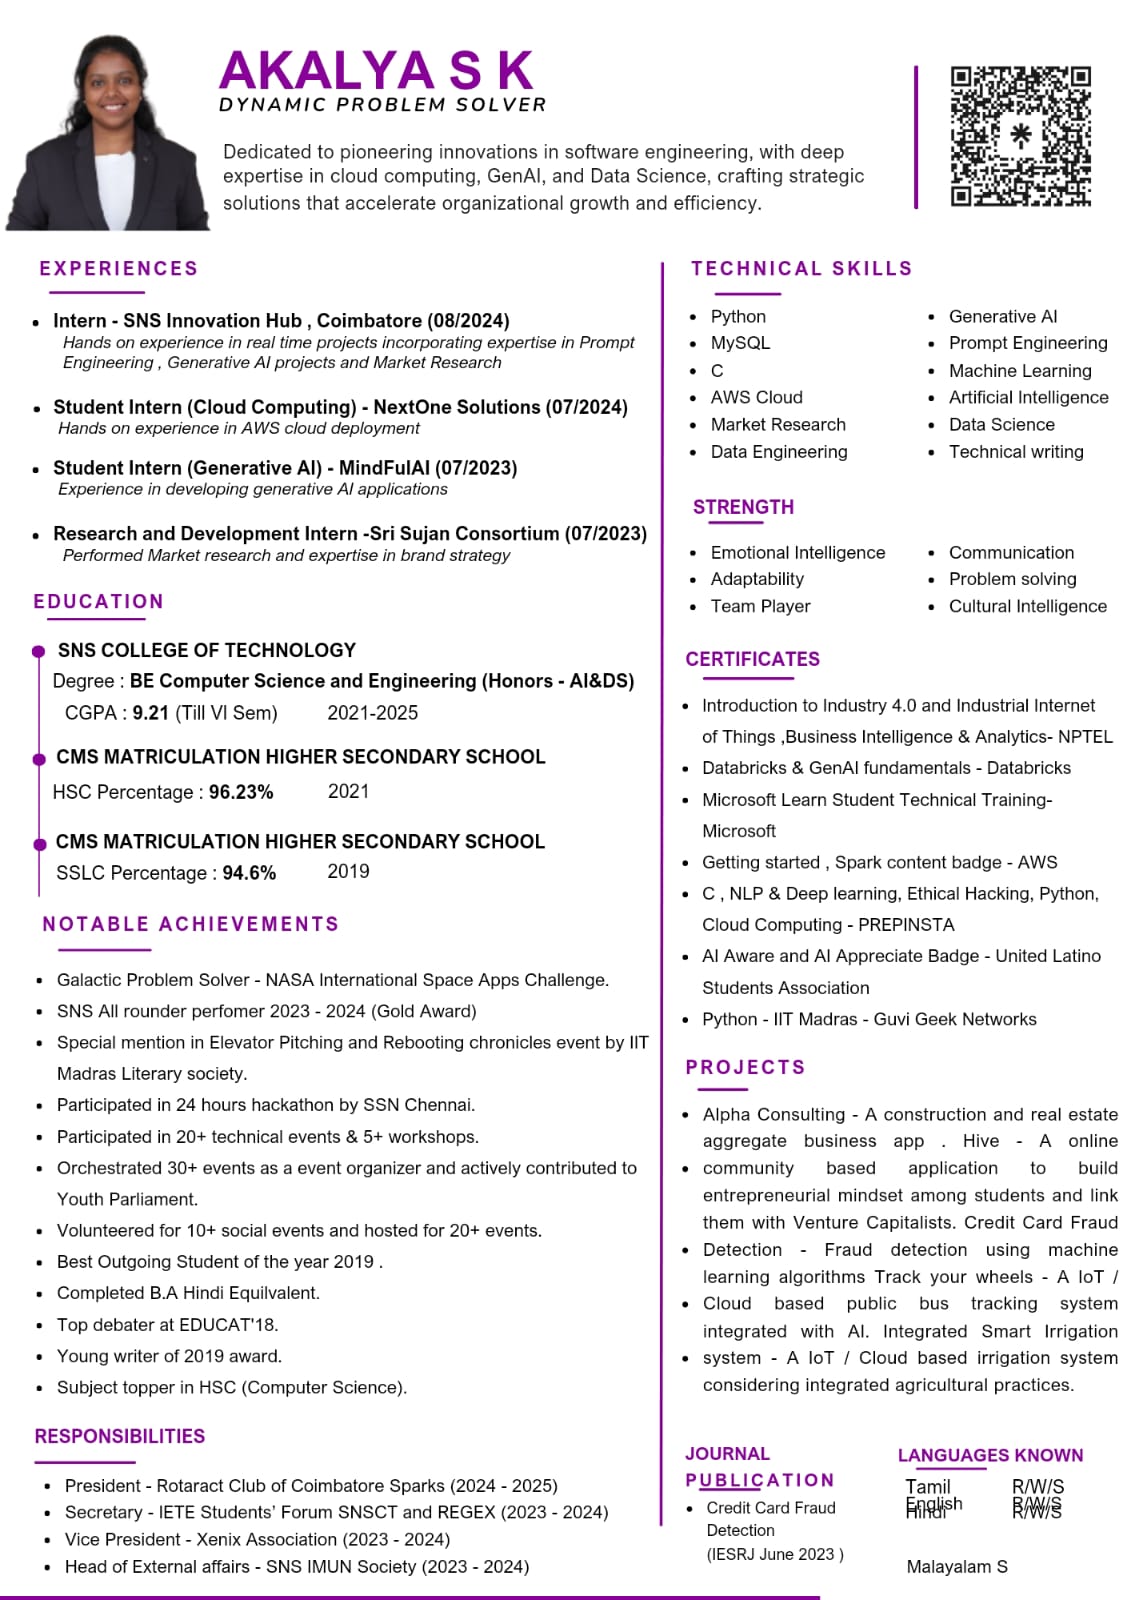 AKALYA S K
DYNAMIC PROBLEM SOLVER
Dedicated to pioneering innovations in software engineering, with deep
expertise in cloud computing, GenAI, and Data Science, crafting strategic
solutions that accelerate organizational growth and efficiency.
EXPERIENCES
Intern - SNS Innovation Hub , Coimbatore (08/2024)
Hands on experience in real time projects incorporating expertise in Prompt
Engineering , Generative AI projects and Market Research
Student Intern (Cloud Computing) - NextOne Solutions (07/2024)
Hands on experience in AWS cloud deployment
Student Intern (Generative AI) - MindFulAI (07/2023)
Experience in developing generative AI applications
Research and Development Intern -Sri Sujan Consortium (07/2023)
Performed Market research and expertise in brand strategy
EDUCATION
SNS COLLEGE OF TECHNOLOGY
Degree : BE Computer Science and Engineering (Honors - AI&DS)
CGPA : 9.21 (Till VI Sem) 2021-2025
CMS MATRICULATION HIGHER SECONDARY SCHOOL
HSC Percentage : 96.23% 2021
CMS MATRICULATION HIGHER SECONDARY SCHOOL
SSLC Percentage : 94.6% 2019
NOTABLE ACHIEVEMENTS
Galactic Problem Solver - NASA International Space Apps Challenge.
SNS All rounder perfomer 2023 - 2024 (Gold Award)
Special mention in Elevator Pitching and Rebooting chronicles event by IIT
Madras Literary society.
Participated in 24 hours hackathon by SSN Chennai.
Participated in 20+ technical events & 5+ workshops.
Orchestrated 30+ events as a event organizer and actively contributed to
Youth Parliament.
Volunteered for 10+ social events and hosted for 20+ events.
Best Outgoing Student of the year 2019 .
Completed B.A Hindi Equilvalent.
Top debater at EDUCAT'18.
Young writer of 2019 award.
Subject topper in HSC (Computer Science).
RESPONSIBILITIES
President - Rotaract Club of Coimbatore Sparks (2024 - 2025)
Secretary - IETE Students’ Forum SNSCT and REGEX (2023 - 2024)
Vice President - Xenix Association (2023 - 2024)
Head of External affairs - SNS IMUN Society (2023 - 2024)
TECHNICAL SKILLS
Python
MySQL
C
AWS Cloud
Market Research
Data Engineering
Generative AI
Prompt Engineering
Machine Learning
Artificial Intelligence
Data Science
Technical writing
STRENGTH
Emotional Intelligence
Adaptability
Team Player
Communication
Problem solving
Cultural Intelligence
CERTIFICATES
Introduction to Industry 4.0 and Industrial Internet
of Things ,Business Intelligence & Analytics- NPTEL
Databricks & GenAI fundamentals - Databricks
Microsoft Learn Student Technical Training-
Microsoft
Getting started , Spark content badge - AWS
C , NLP & Deep learning, Ethical Hacking, Python,
Cloud Computing - PREPINSTA
AI Aware and AI Appreciate Badge - United Latino
Students Association
Python - IIT Madras - Guvi Geek Networks
PROJECTS
Alpha Consulting - A construction and real estate
aggregate business app . Hive - A online
community based application to build
entrepreneurial mindset among students and link
them with Venture Capitalists. Credit Card Fraud
Detection - Fraud detection using machine
learning algorithms Track your wheels - A IoT /
Cloud based public bus tracking system
integrated with AI. Integrated Smart Irrigation
system - A IoT / Cloud based irrigation system
considering integrated agricultural practices.
JOURNAL
PUBLICATION
Credit Card Fraud
Detection
(IESRJ June 2023 )
LANGUAGES KNOWN
Tamil R/W/S
English R/W/S
Hindi R/W/S
Malayalam S